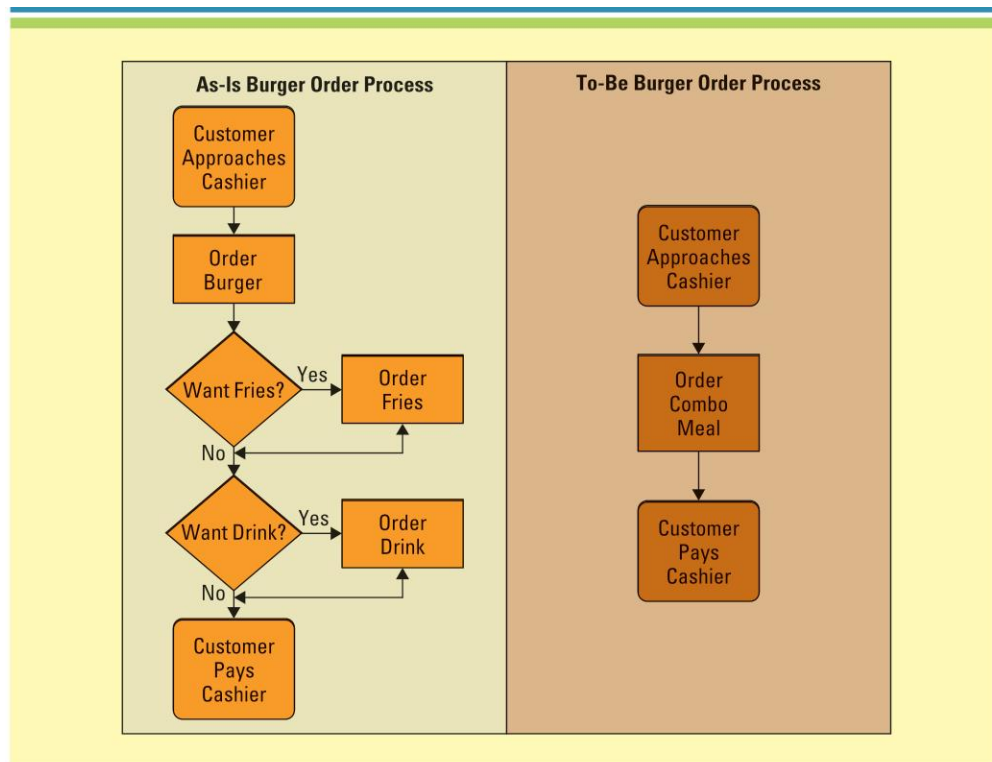 As-Is Burger Order Process
Customer
Approaches
Cashier
Order
Burger
Want Fries?
Yes
Order
Fries
No
Want Drink?
Yes
Order
Drink
No
Customer
Pays
Cashier
To-Be Burger Order Process
Customer
Approaches
Cashier
Order
Combo
Meal
Customer
Pays
Cashier